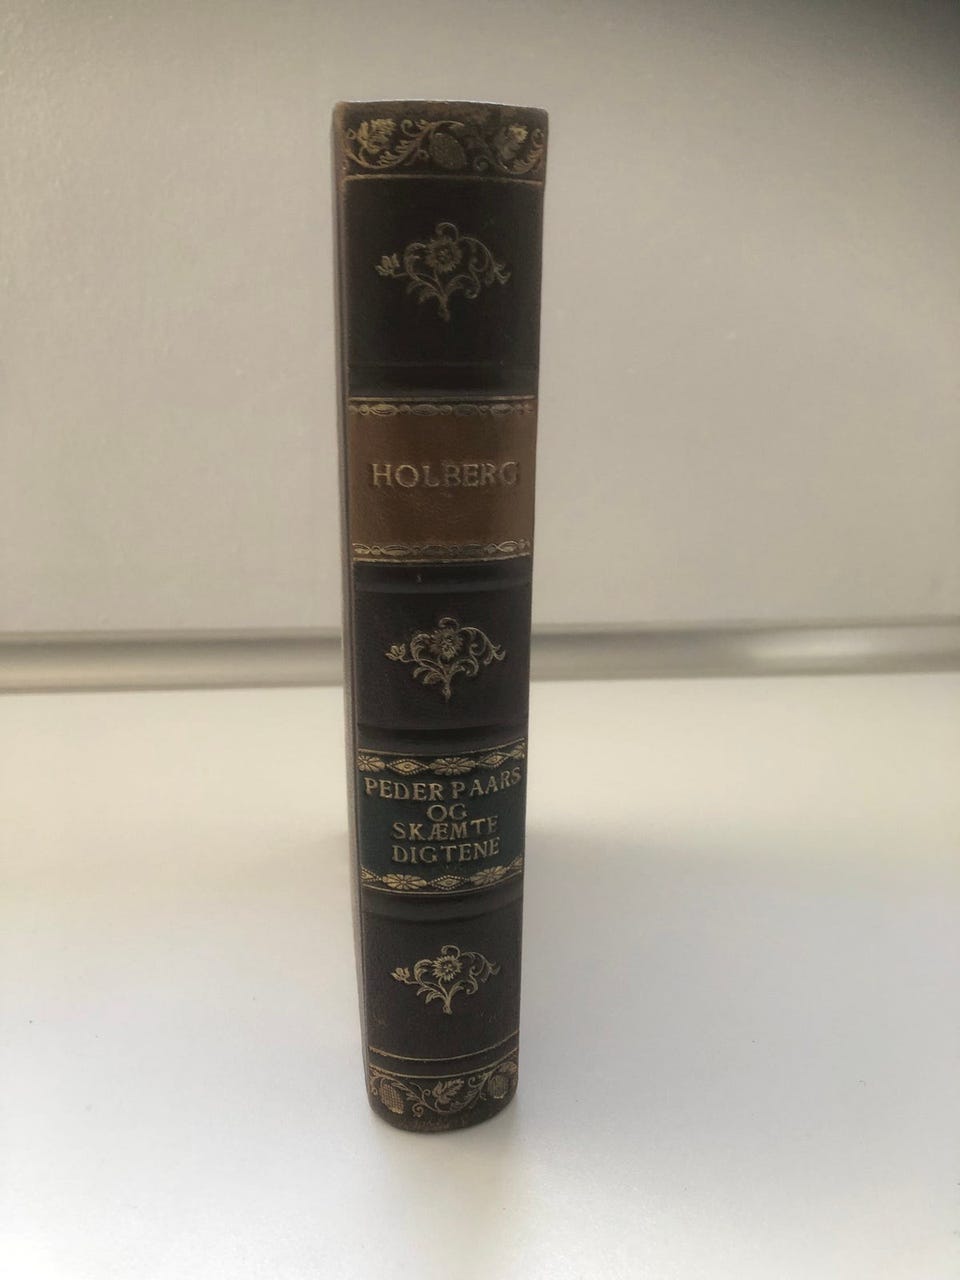 HOLBERG
PEDER PAARS
OG
SKÆMTE
DIGTENE